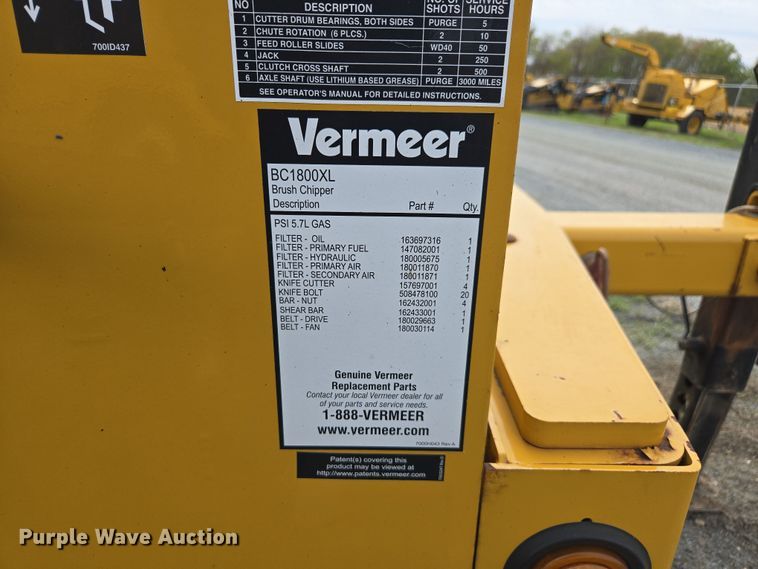 NO DESCRIPTION NO. OF SHOTS SERVICE HOURS
1 CUTTER DRUM BEARINGS, BOTH SIDES PURGE 5
2 CHUTE ROTATION (6 PLCS.) 2 10
3 FEED ROLLER SLIDES WD40 50
4 JACK 2 250
5 CLUTCH CROSS SHAFT 2 500
6 AXLE SHAFT (USE LITHIUM BASED GREASE) PURGE 3000 MILES
SEE OPERATOR'S MANUAL FOR DETAILED INSTRUCTIONS.
700ID437
Vermeer®
BC1800XL
Brush Chipper
Description Part # Qty.
PSI 5.7L GAS
FILTER - OIL 163697316 1
FILTER - PRIMARY FUEL 147082001 1
FILTER - HYDRAULIC 180005675 1
FILTER - PRIMARY AIR 180011870 1
FILTER - SECONDARY AIR 180011871 1
KNIFE CUTTER 157697001 4
KNIFE BOLT 508478100 20
BAR - NUT 162432001 4
SHEAR BAR 162433001 1
BELT - DRIVE 180029663 1
BELT - FAN 180030114 1
Genuine Vermeer
Replacement Parts
Contact your local Vermeer dealer for all
of your parts and service needs.
1-888-VERMEER
www.vermeer.com
7000H043 Rev A
Patent(s) covering this
product may be viewed at
http://www.patents.vermeer.com
Purple Wave Auction